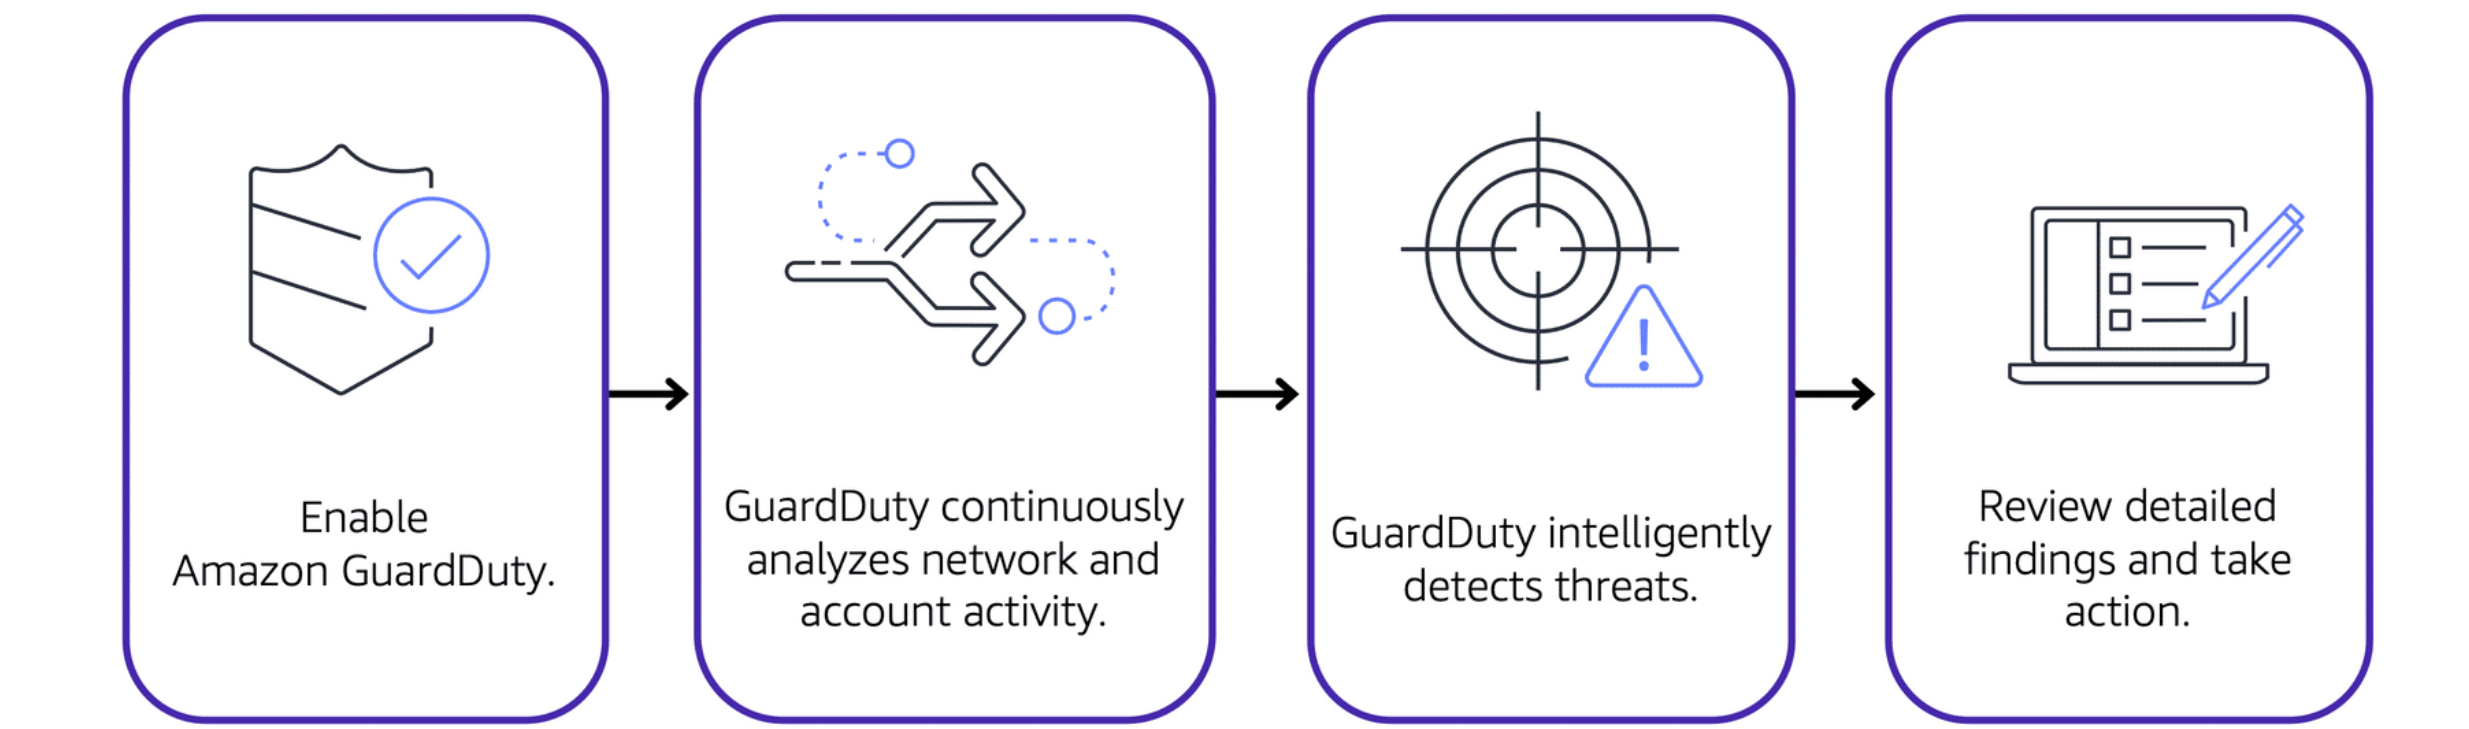 Enable
Amazon GuardDuty.
GuardDuty continuously
analyzes network and
account activity.
GuardDuty intelligently
detects threats.
Review detailed
findings and take
action.